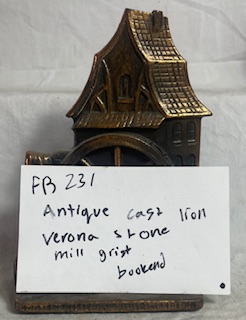 FB 231
Antique cast Iron
Verona stone
mill grist
bookend